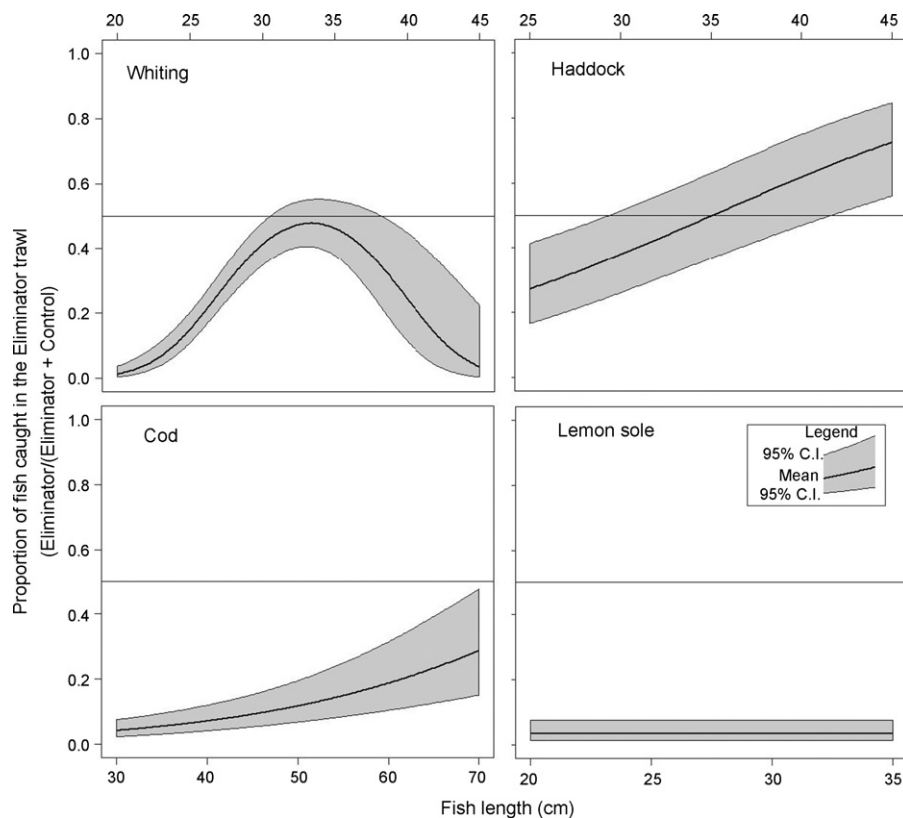 20 25 30 35 40 45 25 30 35 40 45
Whiting
Haddock
1.0
0.8
0.6
0.4
0.2
0.0
Cod
Lemon sole
Legend
95% C.I.
Mean
95% C.I.
1.0
0.8
0.6
0.4
0.2
0.0
30 40 50 60 70 20 25 30 35
Fish length (cm)
Proportion of fish caught in the Eliminator trawl
(Eliminator/(Eliminator + Control)